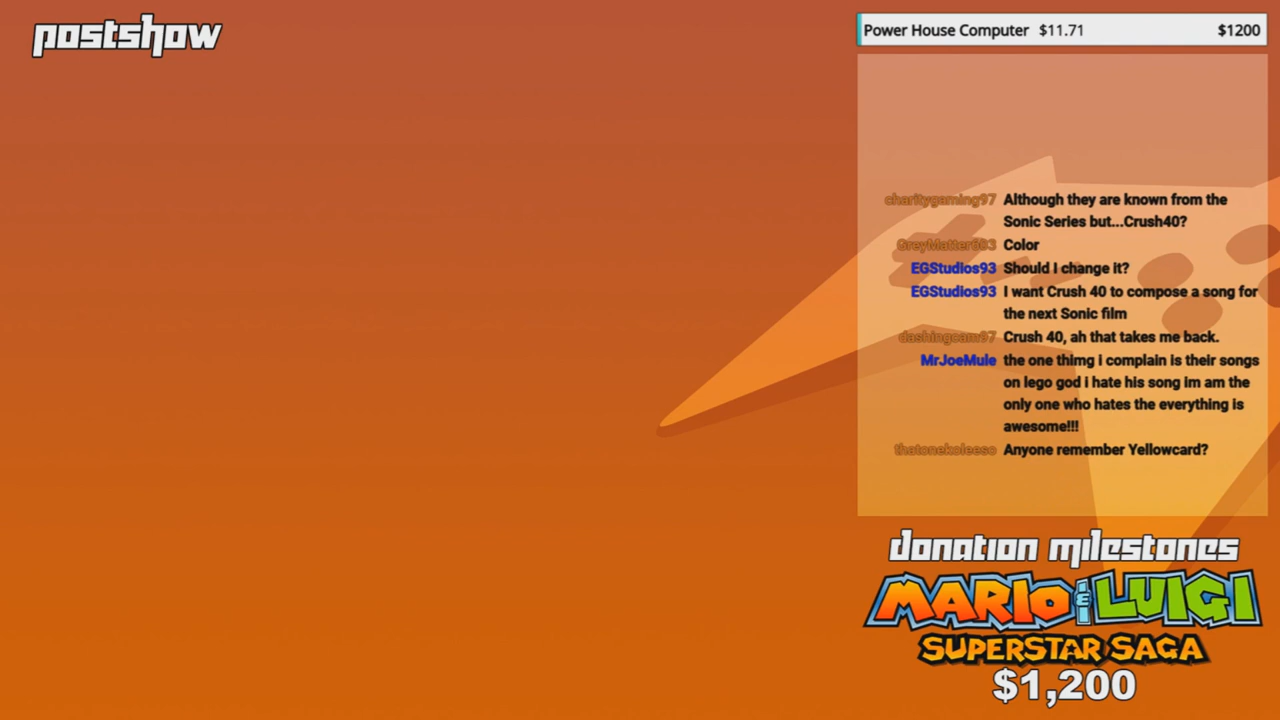 postshow
Power House Computer $11.71 $1200
charitygaming97 Although they are known from the
Sonic Series but...Crush40?
GreyMatter693 Color
EGStudios93 Should I change it?
EGStudios93 I want Crush 40 to compose a song for
the next Sonic film
dashingcam97 Crush 40, ah that takes me back.
MrJoeMule the one thimg i complain is their songs
on lego god i hate his song im am the
only one who hates the everything is
awesome!!!
thatonekoleeso Anyone remember Yellowcard?
donation milestones
MARIO & LUIGI
SUPERSTAR SAGA
$1,200